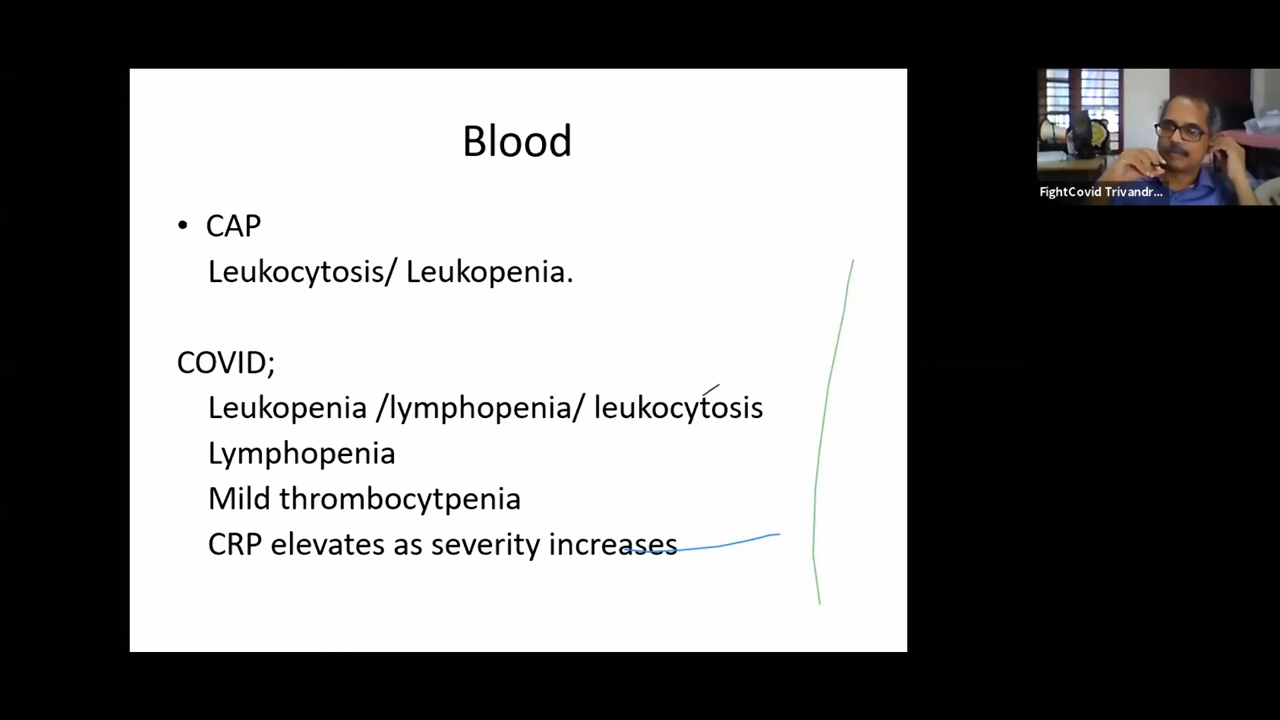 Blood
• CAP
Leukocytosis/ Leukopenia.
COVID;
Leukopenia /lymphopenia/ leukocytosis
Lymphopenia
Mild thrombocytpenia
CRP elevates as severity increases
FightCovid Trivandr...